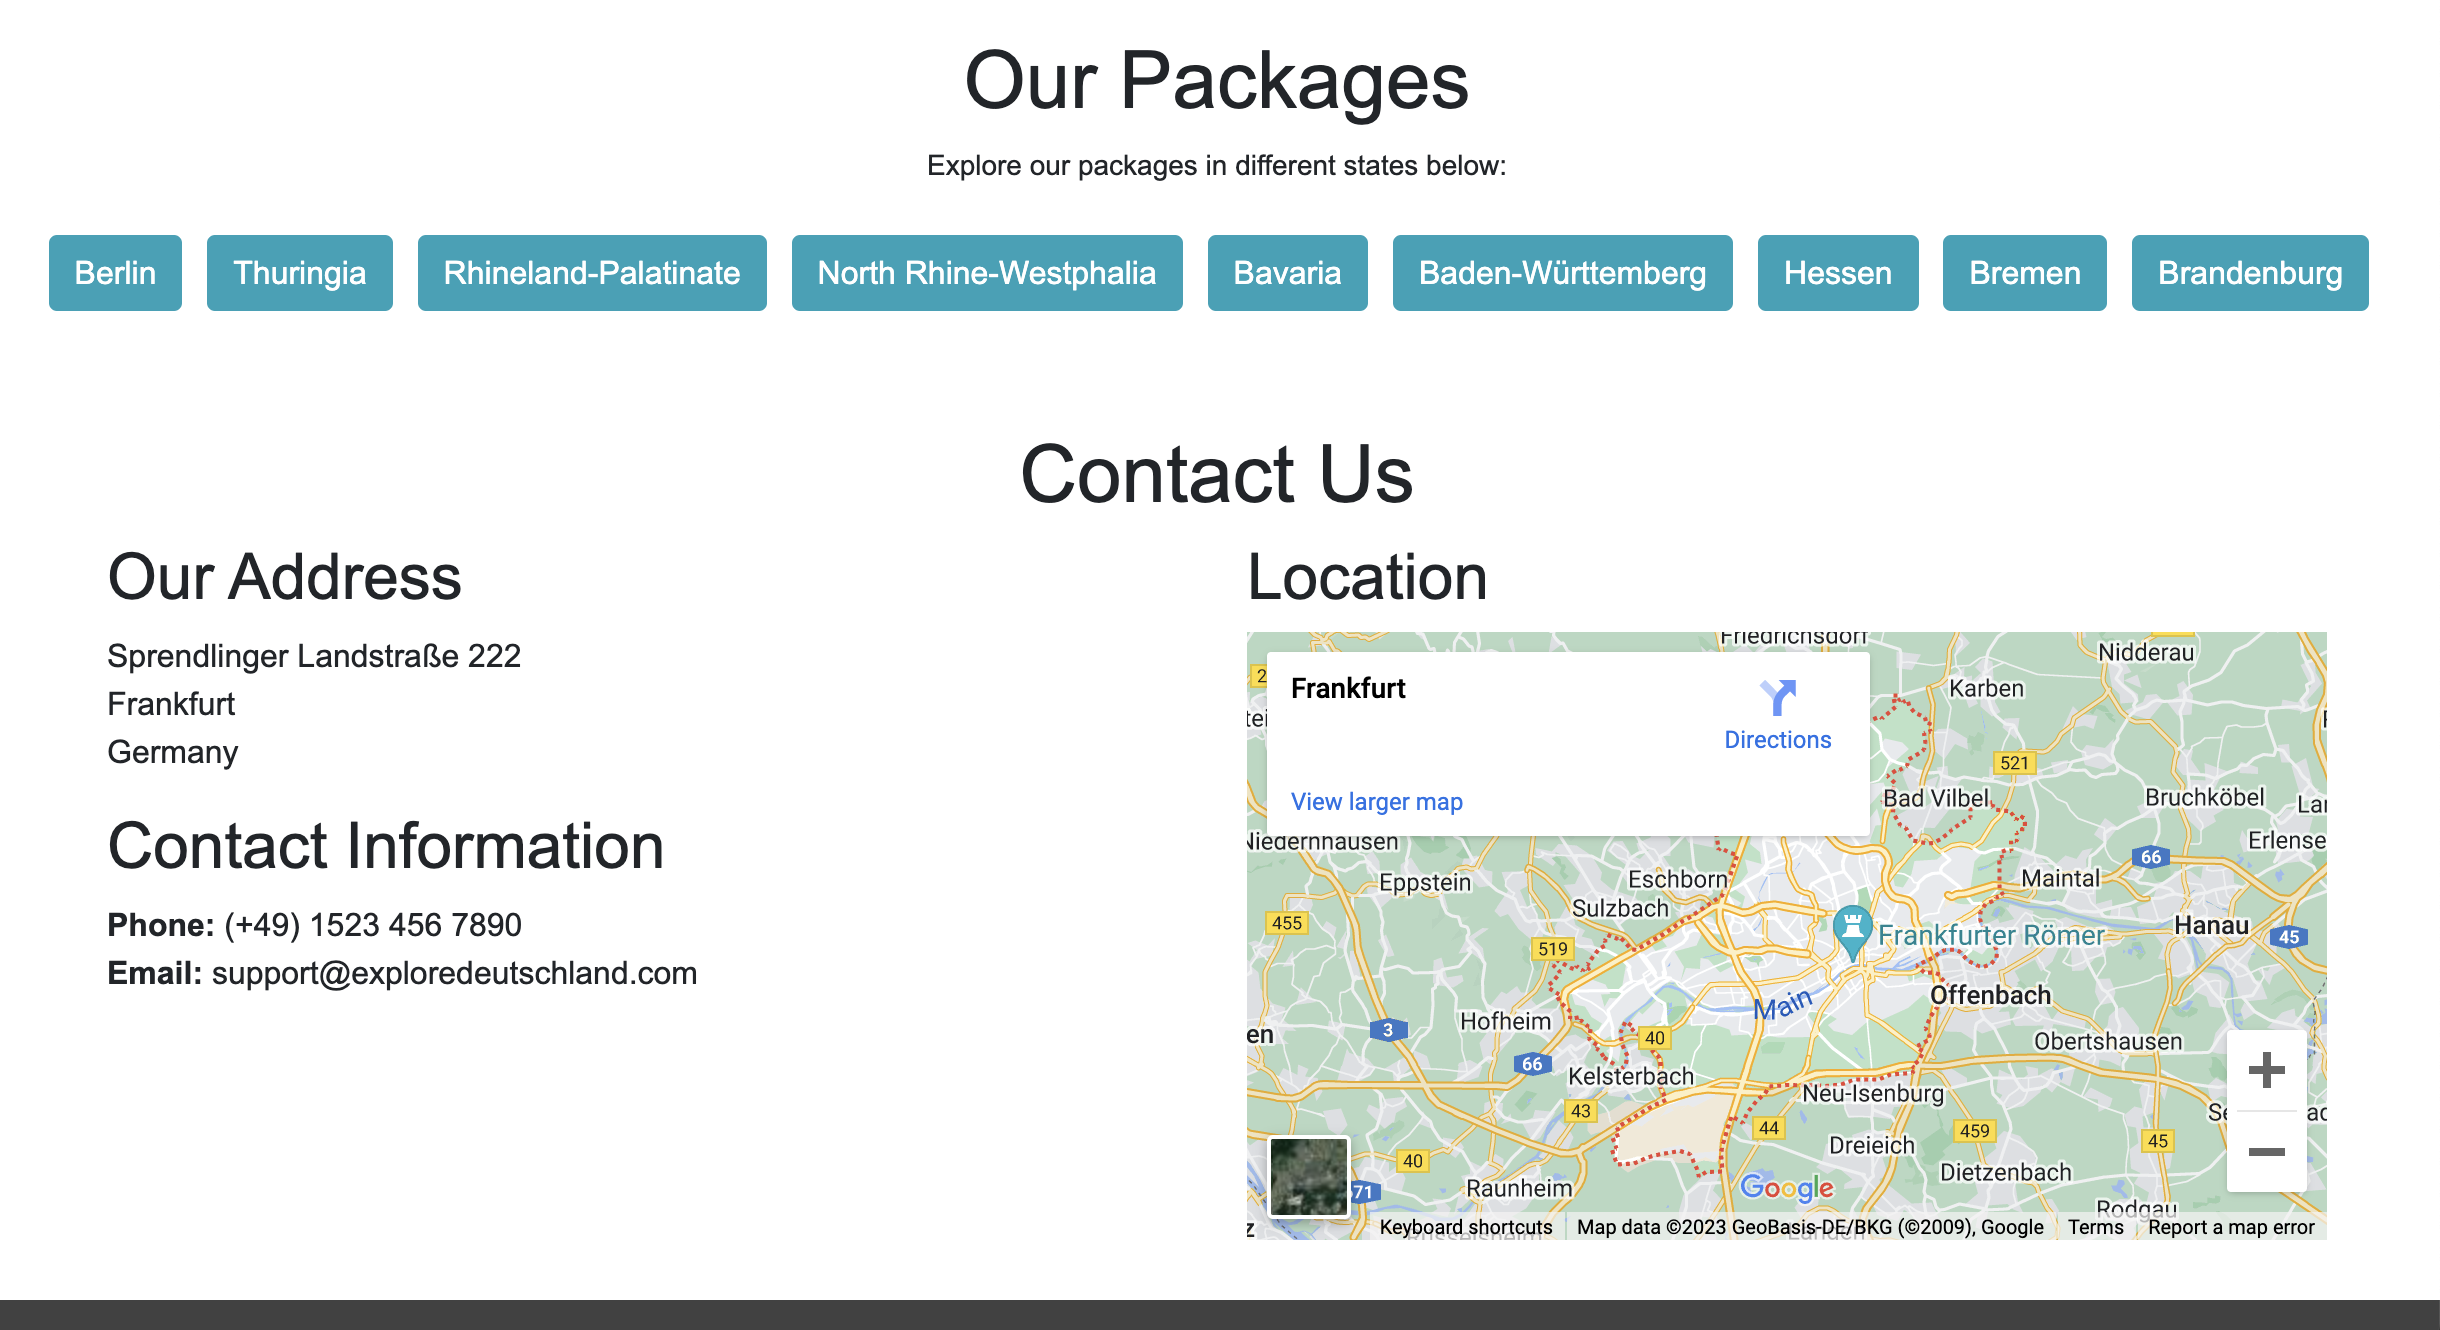 Our Packages
Explore our packages in different states below:
Berlin
Thuringia
Rhineland-Palatinate
North Rhine-Westphalia
Bavaria
Baden-Württemberg
Hessen
Bremen
Brandenburg
Contact Us
Our Address
Sprendlinger Landstraße 222
Frankfurt
Germany
Contact Information
Phone: (+49) 1523 456 7890
Email: support@exploredeutschland.com
Location
Frankfurt
Directions
View larger map
Friedrichsdorf
Nidderau
Karben
521
Bad Vilbel
Bruchköbel
Niedernhausen
66
Eppstein
Eschborn
Maintal
Sulzbach
455
519
Frankfurter Römer
Hanau
45
Main
Offenbach
Hofheim
3
40
Obertshausen
66
Kelsterbach
Neu-Isenburg
43
44
459
45
Dreieich
40
Dietzenbach
Raunheim
Google
Rodgau
Keyboard shortcuts
Map data ©2023 GeoBasis-DE/BKG (©2009), Google
Terms
Report a map error